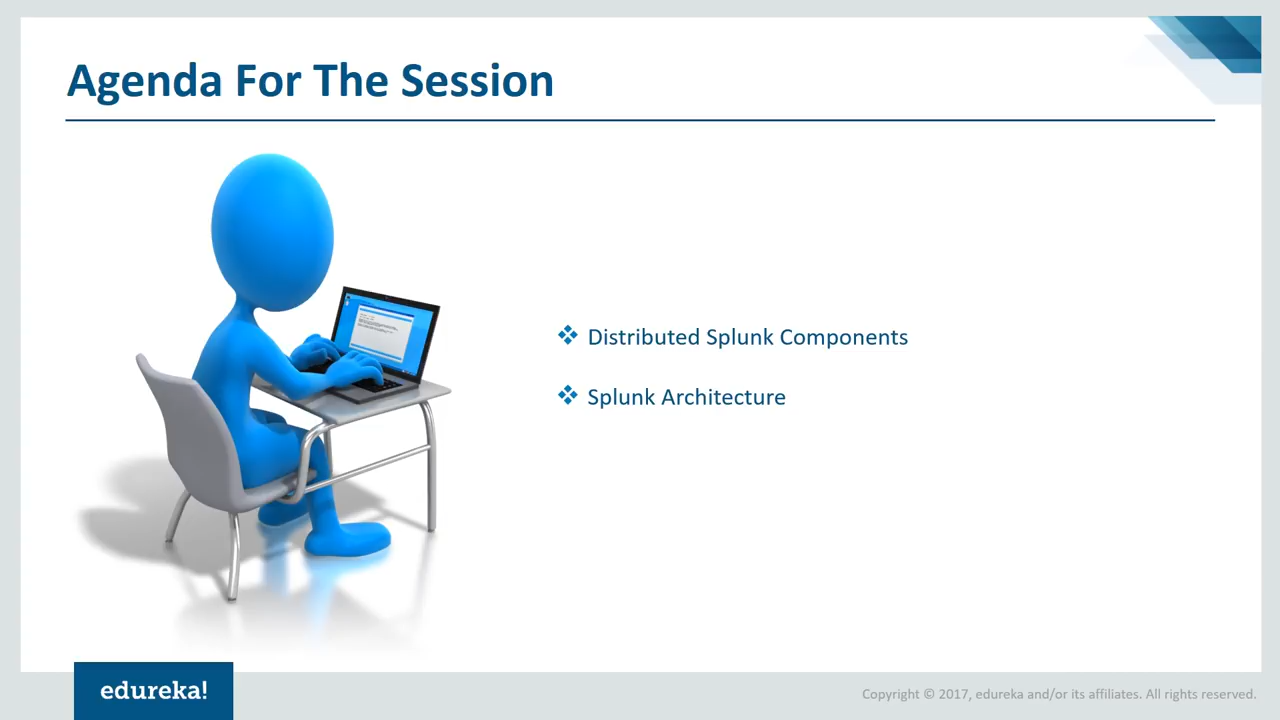 Agenda For The Session
Distributed Splunk Components
Splunk Architecture
edureka!
Copyright © 2017, edureka and/or its affiliates. All rights reserved.